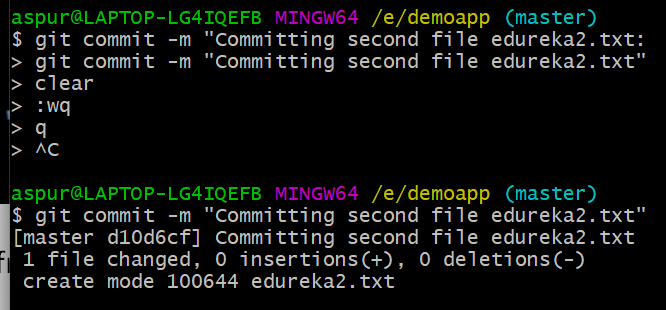 aspur@LAPTOP-LG4IQEFB MINGW64 /e/demoapp (master)
$ git commit -m "Committing second file edureka2.txt:
> git commit -m "Committing second file edureka2.txt"
> clear
> :wq
> q
> ^C
aspur@LAPTOP-LG4IQEFB MINGW64 /e/demoapp (master)
$ git commit -m "Committing second file edureka2.txt"
[master d10d6cf] Committing second file edureka2.txt
1 file changed, 0 insertions(+), 0 deletions(-)
create mode 100644 edureka2.txt